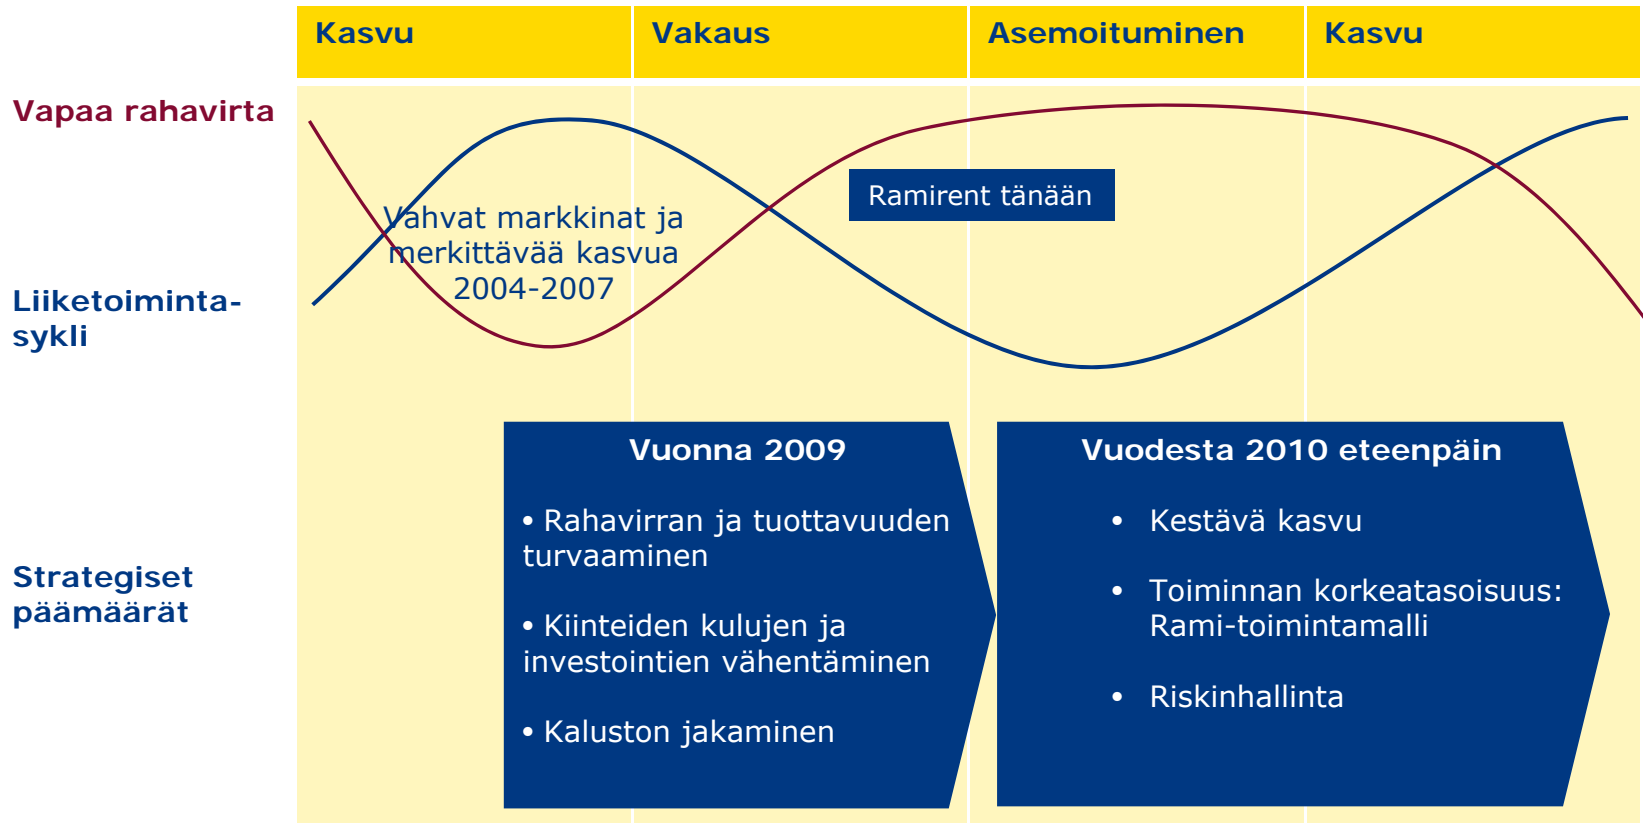 Kasvu
Vakaus
Asemoituminen
Kasvu
Vapaa rahavirta
Ramirent tänään
Vahvat markkinat ja
merkittävää kasvua
2004-2007
Liiketoiminta-
sykli
Strategiset
päämäärät
Vuonna 2009
• Rahavirran ja tuottavuuden
turvaaminen
• Kiinteiden kulujen ja
investointien vähentäminen
• Kaluston jakaminen
Vuodesta 2010 eteenpäin
• Kestävä kasvu
• Toiminnan korkeatasoisuus:
Rami-toimintamalli
• Riskinhallinta